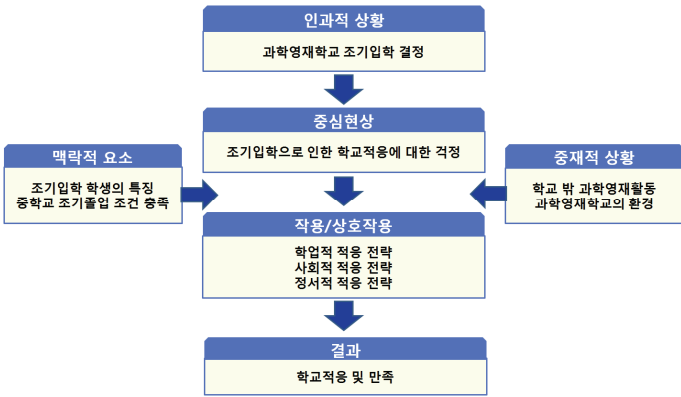 인과적 상황
과학영재학교 조기입학 결정
중심현상
조기입학으로 인한 학교적응에 대한 걱정
맥락적 요소
조기입학 학생의 특징
중학교 조기졸업 조건 충족
중재적 상황
학교 밖 과학영재활동
과학영재학교의 환경
작용/상호작용
학업적 적응 전략
사회적 적응 전략
정서적 적응 전략
결과
학교적응 및 만족